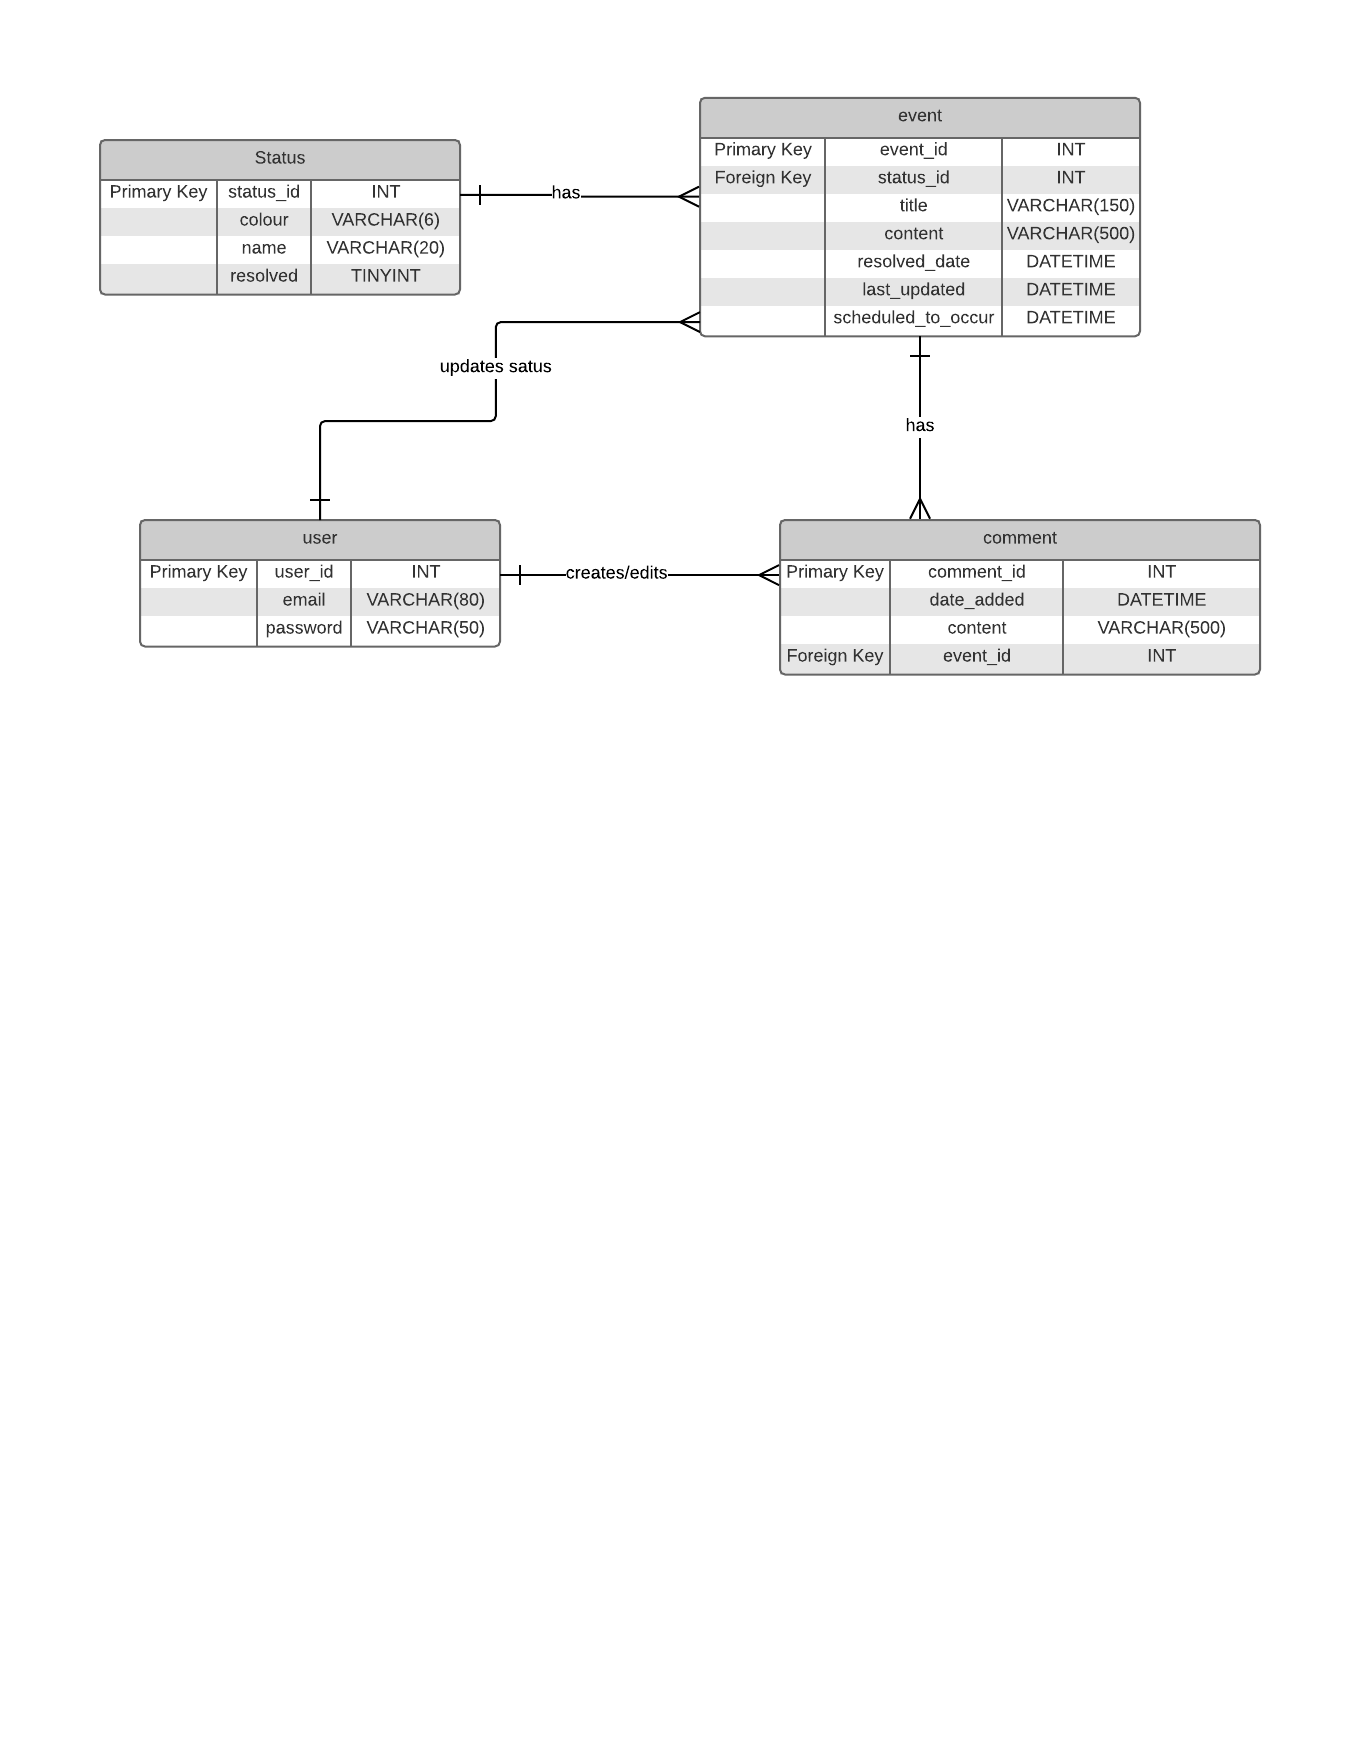 Status
Primary Key status_id INT
colour VARCHAR(6)
name VARCHAR(20)
resolved TINYINT
has
event
Primary Key event_id INT
Foreign Key status_id INT
title VARCHAR(150)
content VARCHAR(500)
resolved_date DATETIME
last_updated DATETIME
scheduled_to_occur DATETIME
updates satus
has
user
Primary Key user_id INT
email VARCHAR(80)
password VARCHAR(50)
creates/edits
comment
Primary Key comment_id INT
date_added DATETIME
content VARCHAR(500)
Foreign Key event_id INT